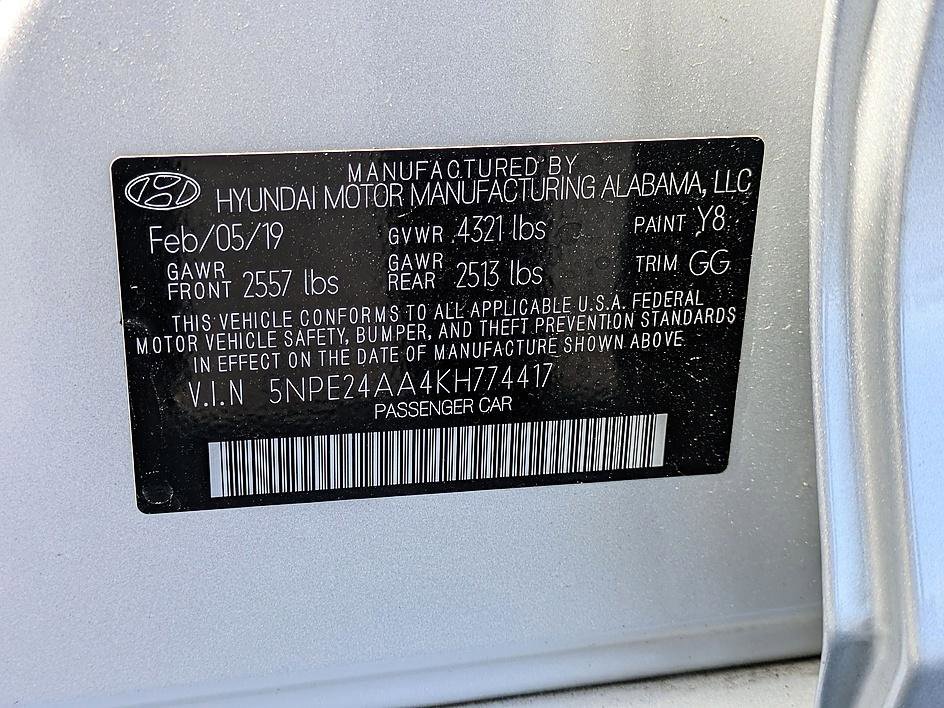 MANUFACTURED BY
HYUNDAI MOTOR MANUFACTURING ALABAMA, LLC
Feb/05/19 GVWR 4321 lbs PAINT Y8
GAWR FRONT 2557 lbs GAWR REAR 2513 lbs TRIM GG
THIS VEHICLE CONFORMS TO ALL APPLICABLE U.S.A. FEDERAL
MOTOR VEHICLE SAFETY, BUMPER, AND THEFT PREVENTION STANDARDS
IN EFFECT ON THE DATE OF MANUFACTURE SHOWN ABOVE
V.I.N 5NPE24AA4KH774417
PASSENGER CAR